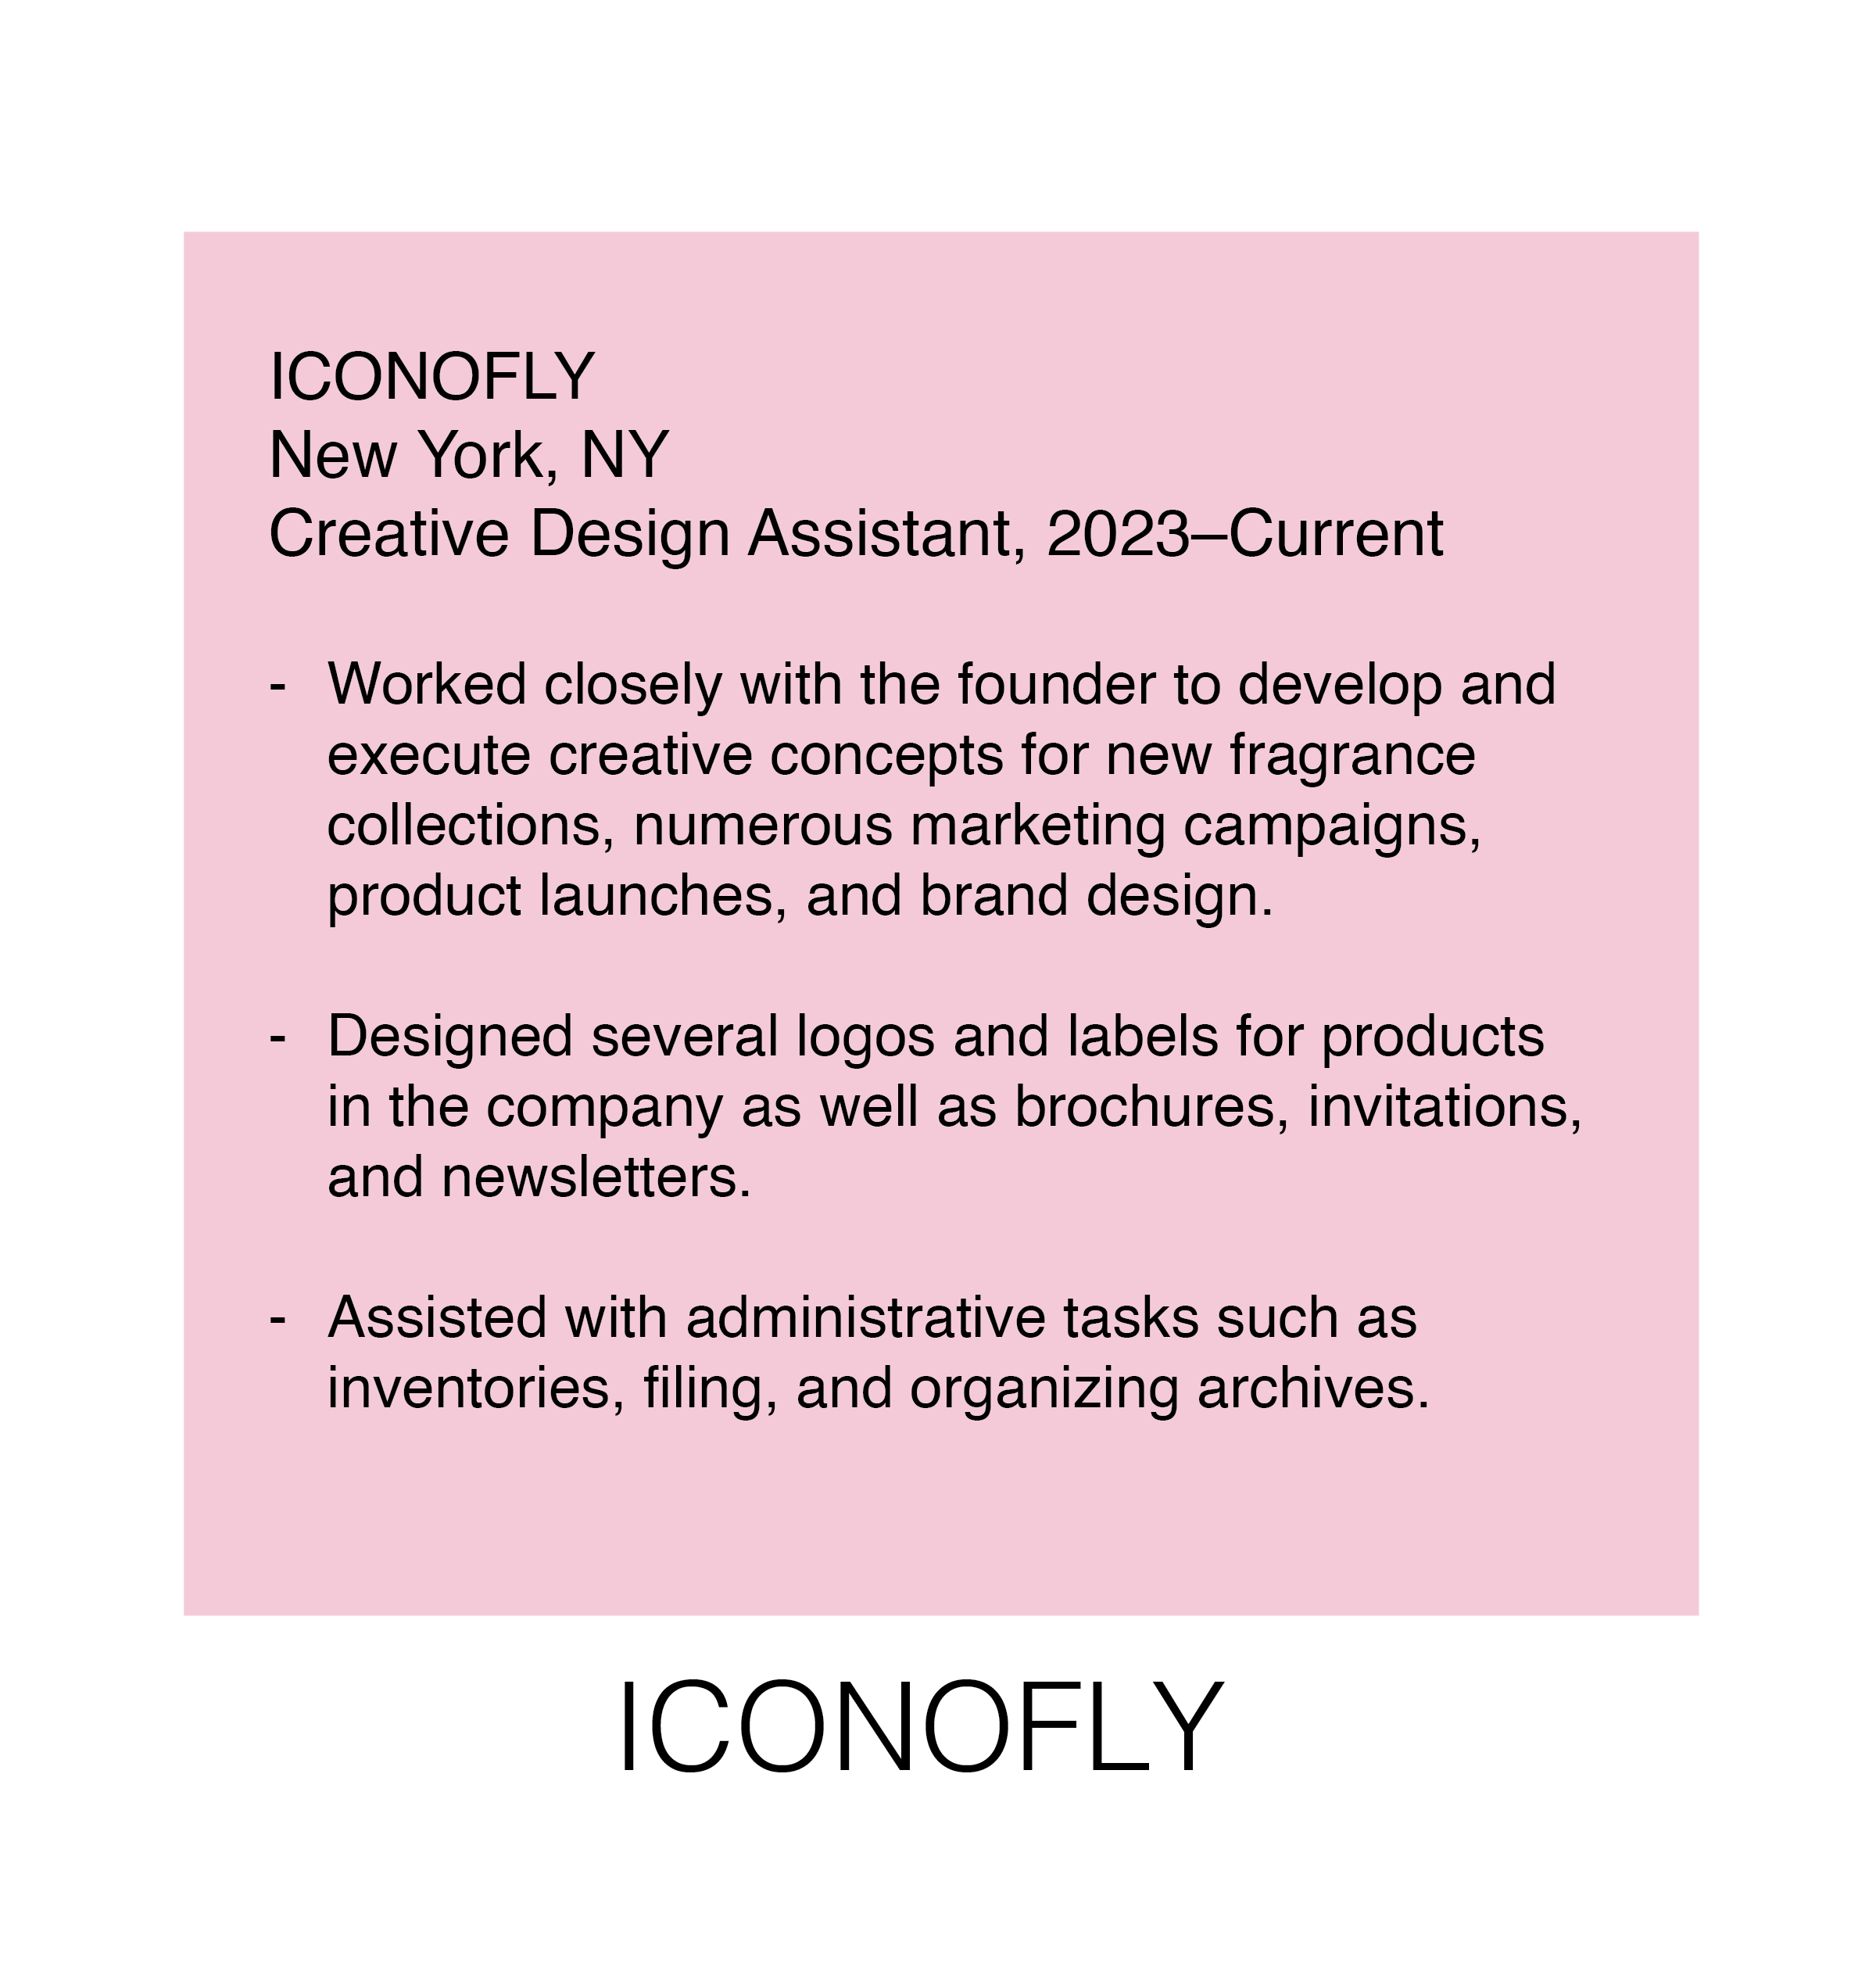 ICONOFLY
New York, NY
Creative Design Assistant, 2023–Current
- Worked closely with the founder to develop and
execute creative concepts for new fragrance
collections, numerous marketing campaigns,
product launches, and brand design.
- Designed several logos and labels for products
in the company as well as brochures, invitations,
and newsletters.
- Assisted with administrative tasks such as
inventories, filing, and organizing archives.
ICONOFLY